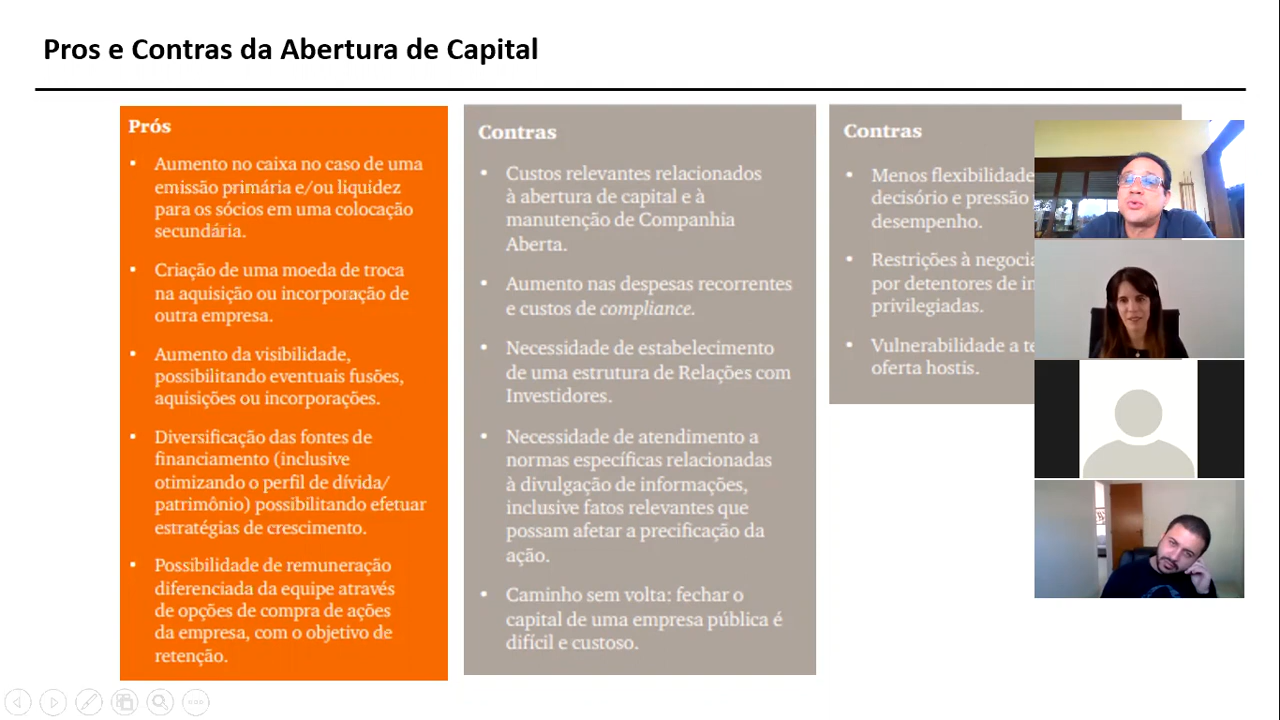 Pros e Contras da Abertura de Capital
Prós
• Aumento no caixa no caso de uma
emissão primária e/ou liquidez
para os sócios em uma colocação
secundária.
• Criação de uma moeda de troca
na aquisição ou incorporação de
outra empresa.
• Aumento da visibilidade,
possibilitando eventuais fusões,
aquisições ou incorporações.
• Diversificação das fontes de
financiamento (inclusive
otimizando o perfil de dívida/
patrimônio) possibilitando efetuar
estratégias de crescimento.
• Possibilidade de remuneração
diferenciada da equipe através
de opções de compra de ações
da empresa, com o objetivo de
retenção.
Contras
• Custos relevantes relacionados
à abertura de capital e à
manutenção de Companhia
Aberta.
• Aumento nas despesas recorrentes
e custos de compliance.
• Necessidade de estabelecimento
de uma estrutura de Relações com
Investidores.
• Necessidade de atendimento a
normas específicas relacionadas
à divulgação de informações,
inclusive fatos relevantes que
possam afetar a precificação da
ação.
• Caminho sem volta: fechar o
capital de uma empresa pública é
difícil e custoso.
Contras
• Menos flexibilidade
decisório e pressão
desempenho.
• Restrições à
por detentores de
privilegiadas.
• Vulnerabilidade a
oferta hostis.